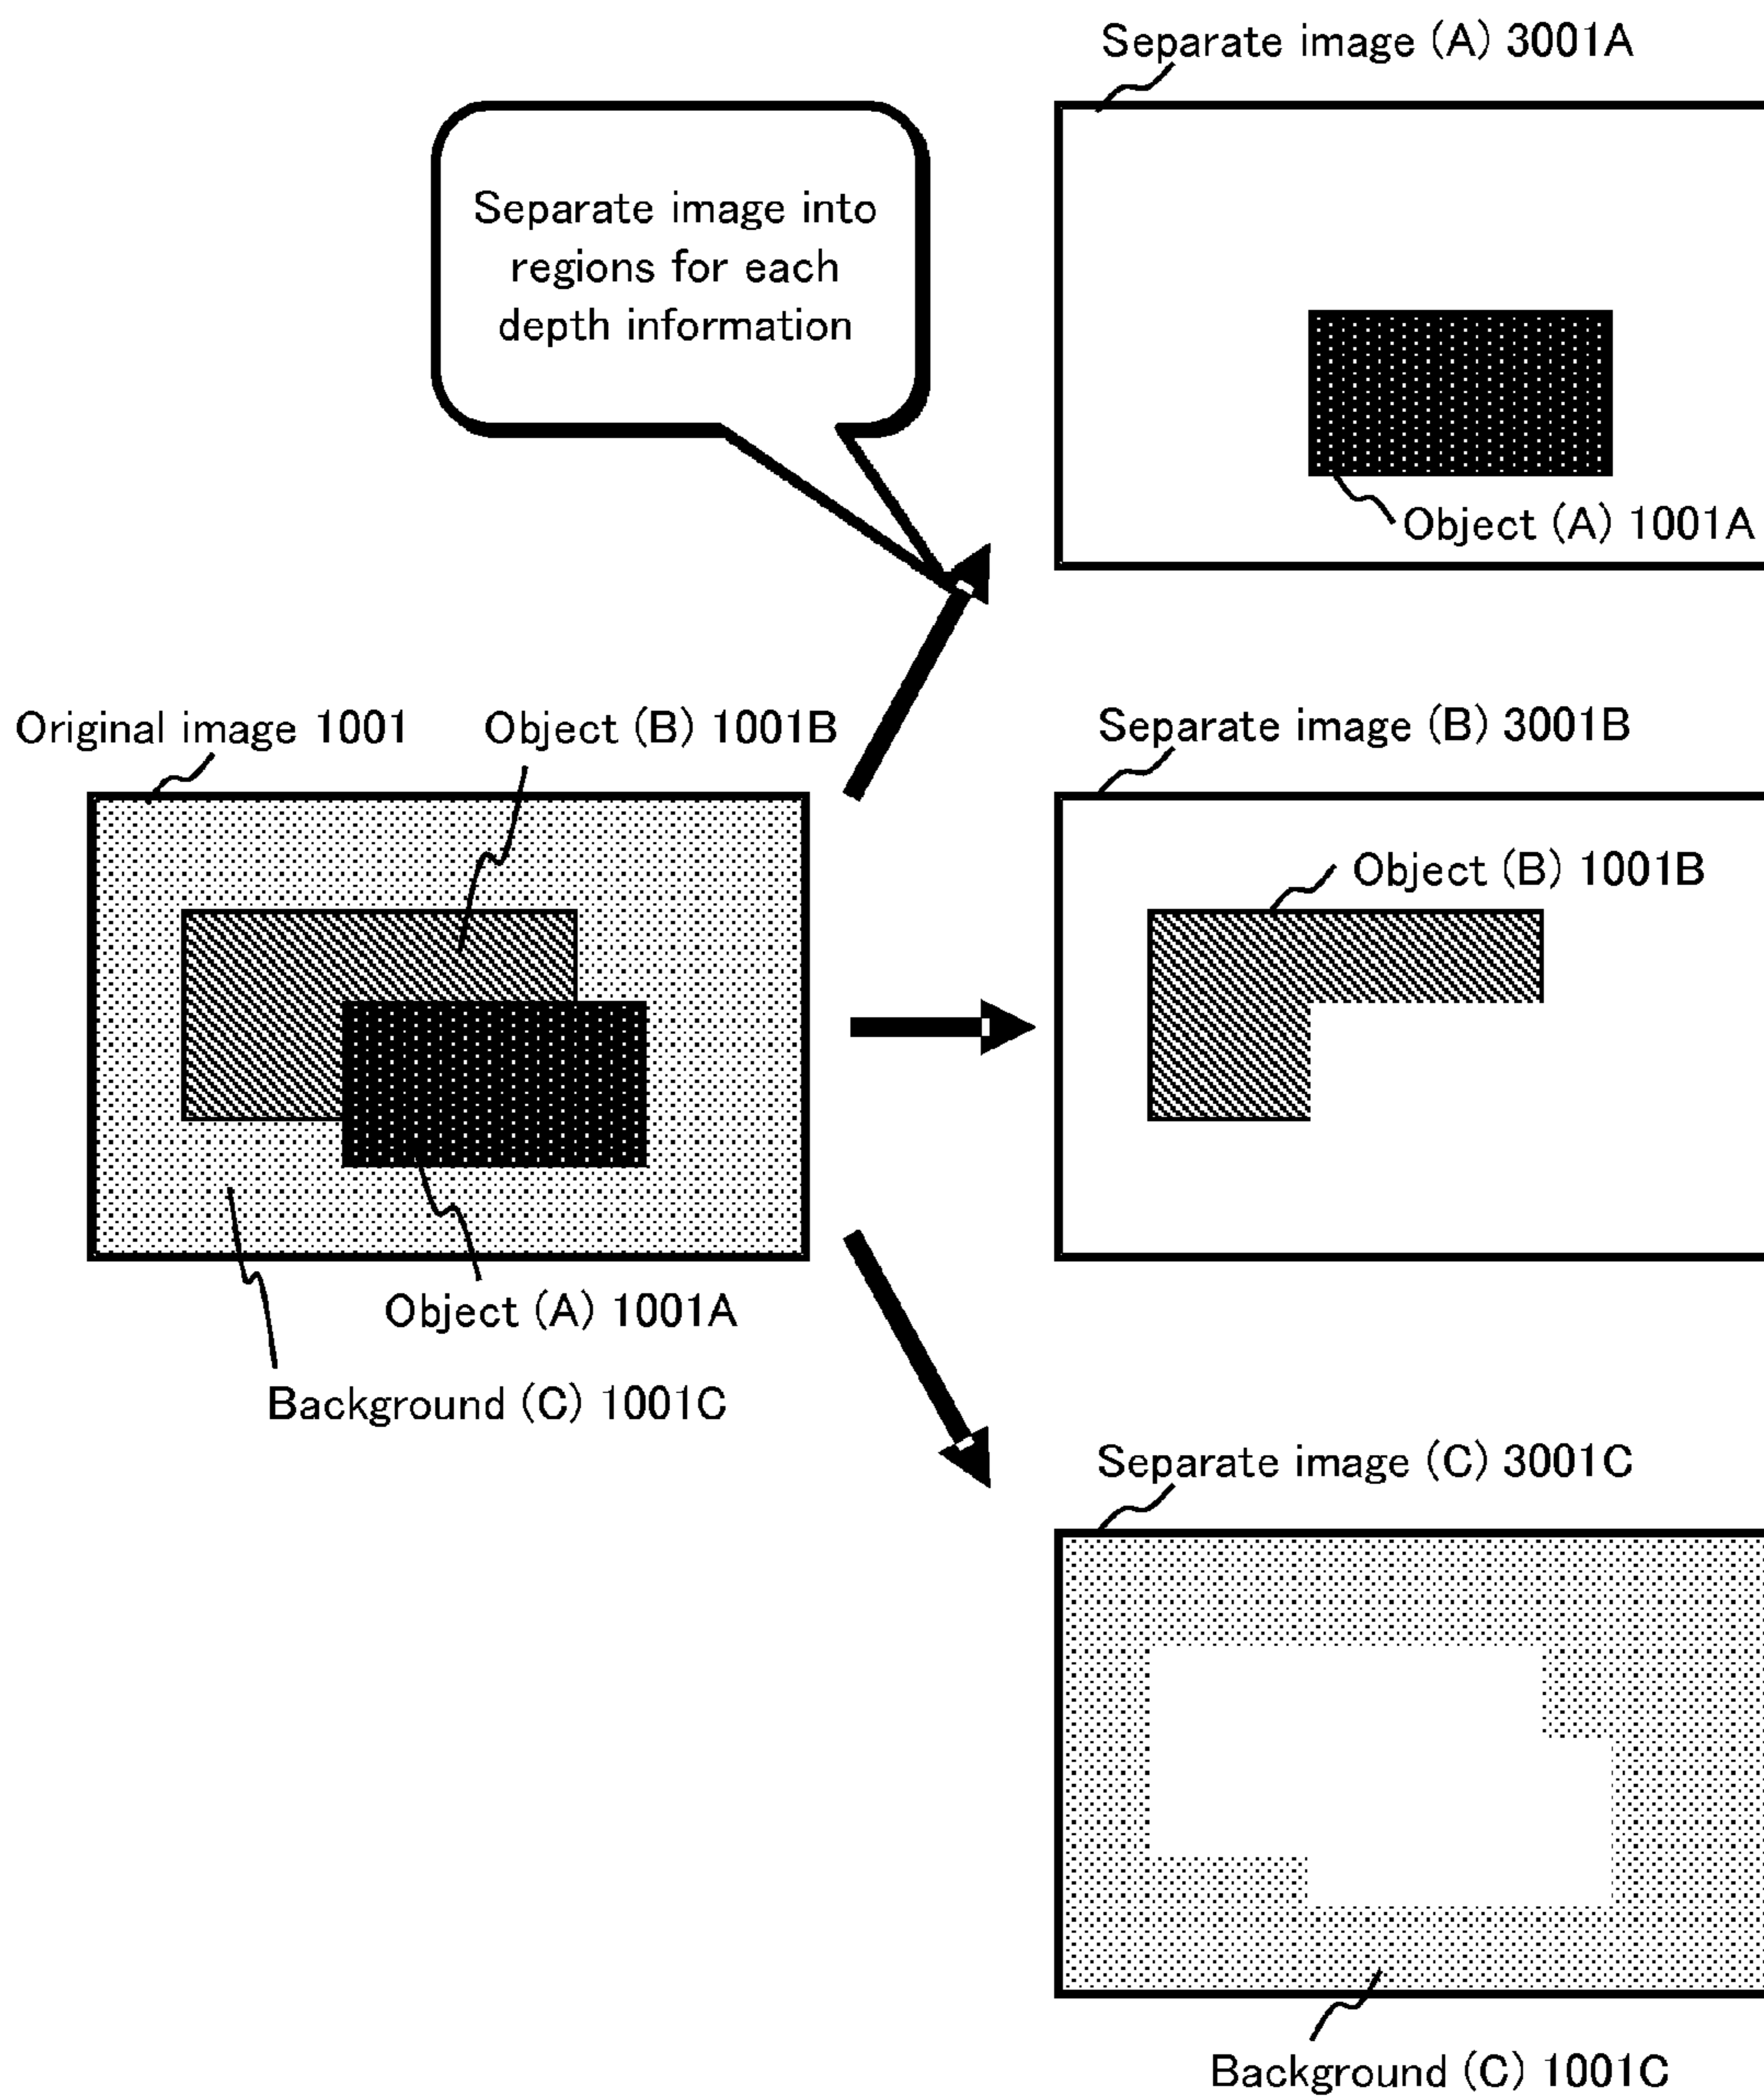 Separate image (A) 3001A
Separate image into
regions for each
depth information
Object (A) 1001A
Original image 1001
Object (B) 1001B
Separate image (B) 3001B
Object (B) 1001B
Object (A) 1001A
Background (C) 1001C
Separate image (C) 3001C
Background (C) 1001C